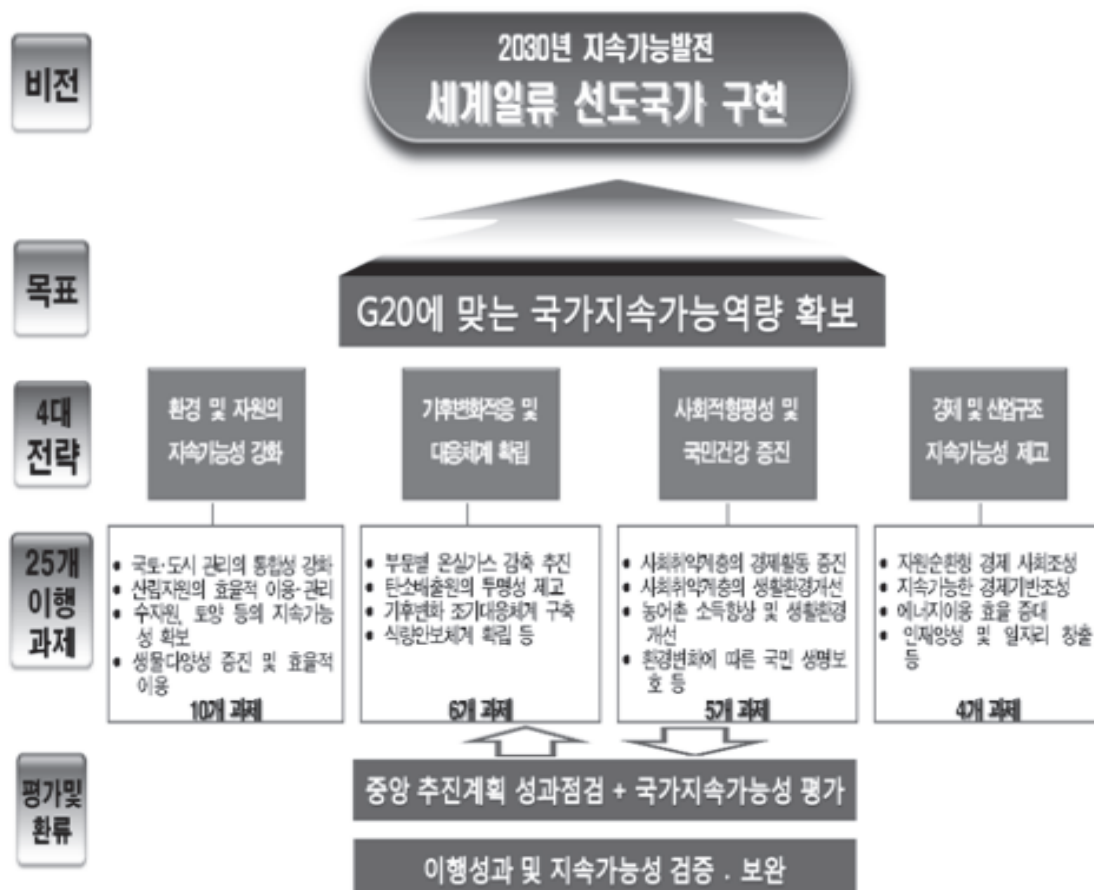 비전
2030년 지속가능발전
세계일류 선도국가 구현
목표
G20에 맞는 국가지속가능역량 확보
4대
전략
환경 및 자원의
지속가능성 강화
기후변화적응 및
대응체계 확립
사회적형평성 및
국민건강 증진
경제 및 산업구조
지속가능성 제고
25개
이행
과제
• 국토·도시 관리의 통합성 강화
• 산림자원의 효율적 이용·관리
• 수자원, 토양 등의 지속가능
성 확보
• 생물다양성 증진 및 효율적
이용
10개 과제
• 부문별 온실가스 감축 추진
• 탄소배출원의 투명성 제고
• 기후변화 조기대응체계 구축
• 식량안보체계 확립 등
6개 과제
• 사회취약계층의 경제활동 증진
• 사회취약계층의 생활환경개선
• 농어촌 소득향상 및 생활환경
개선
• 환경변화에 따른 국민 생명보
호 등
5개 과제
• 자원순환형 경제 사회조성
• 지속가능한 경제기반조성
• 에너지이용 효율 증대
• 인재양성 및 일자리 창출
등
4개 과제
평가및
환류
중앙 추진계획 성과점검 + 국가지속가능성 평가
이행성과 및 지속가능성 검증 . 보완